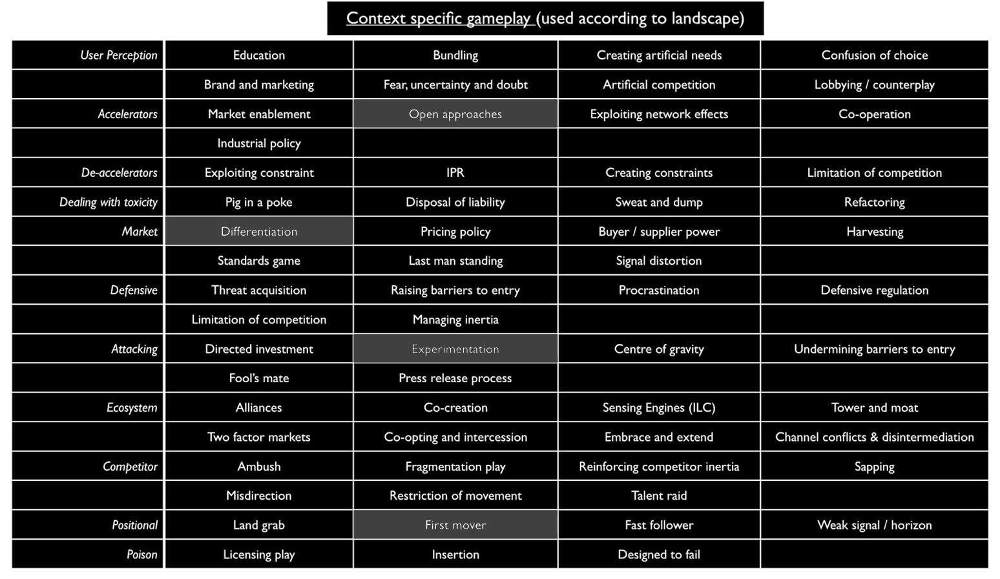 Context specific gameplay (used according to landscape)
User Perception Education Bundling Creating artificial needs Confusion of choice
Brand and marketing Fear, uncertainty and doubt Artificial competition Lobbying / counterplay
Accelerators Market enablement Open approaches Exploiting network effects Co-operation
Industrial policy
De-accelerators Exploiting constraint IPR Creating constraints Limitation of competition
Dealing with toxicity Pig in a poke Disposal of liability Sweat and dump Refactoring
Market Differentiation Pricing policy Buyer / supplier power Harvesting
Standards game Last man standing Signal distortion
Defensive Threat acquisition Raising barriers to entry Procrastination Defensive regulation
Limitation of competition Managing inertia
Attacking Directed investment Experimentation Centre of gravity Undermining barriers to entry
Fool's mate Press release process
Ecosystem Alliances Co-creation Sensing Engines (ILC) Tower and moat
Two factor markets Co-opting and intercession Embrace and extend Channel conflicts & disintermediation
Competitor Ambush Fragmentation play Reinforcing competitor inertia Sapping
Misdirection Restriction of movement Talent raid
Positional Land grab First mover Fast follower Weak signal / horizon
Poison Licensing play Insertion Designed to fail